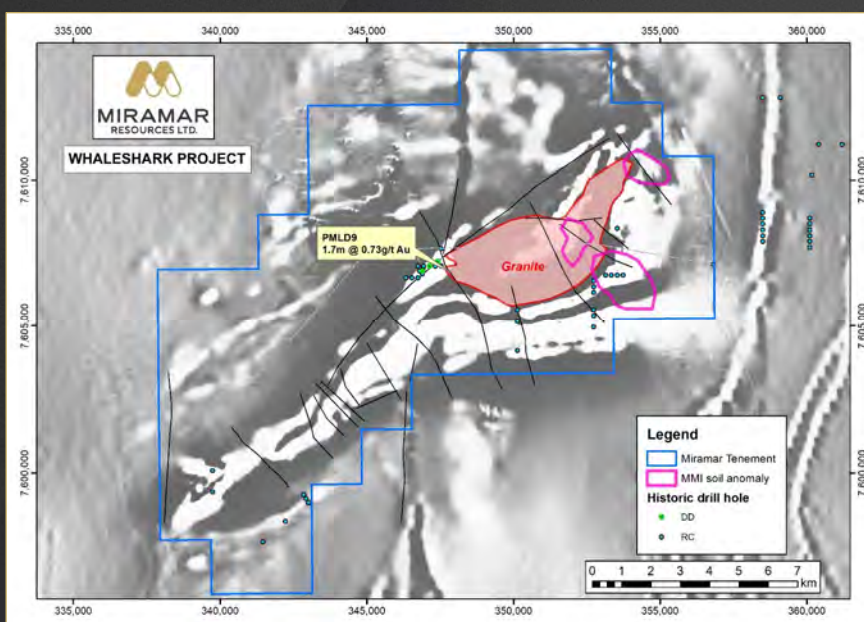 335,000 340,000 345,000 350,000 355,000 360,000
MIRAMAR
RESOURCES LTD.
WHALESHARK PROJECT
7,610,000
7,610,000
PMLD9
1.7m @ 0.73g/t Au
Granite
7,605,000
7,605,000
Legend
Miramar Tenement
MMI soil anomaly
Historic drill hole
DD
RC
7,600,000
7,600,000
0 1 2 3 4 5 6 7
km
335,000 340,000 345,000 350,000 355,000 360,000